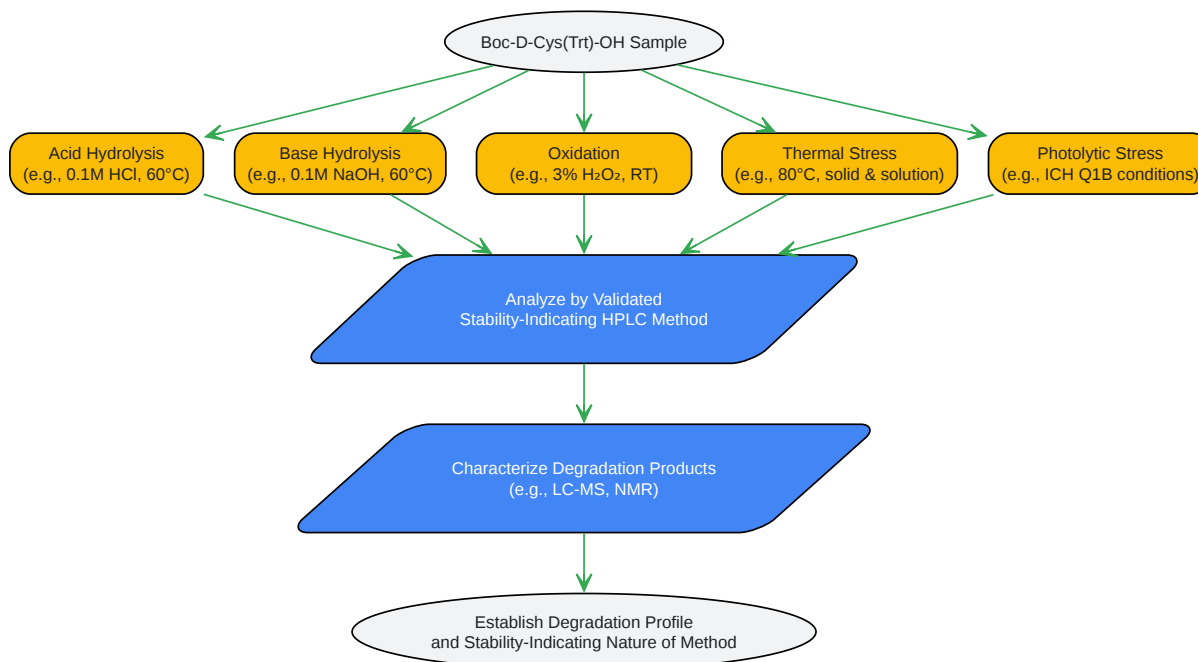 Boc-D-Cys(Trt)-OH Sample
Acid Hydrolysis
(e.g., 0.1M HCl, 60°C)
Base Hydrolysis
(e.g., 0.1M NaOH, 60°C)
Oxidation
(e.g., 3% H₂O₂, RT)
Thermal Stress
(e.g., 80°C, solid & solution)
Photolytic Stress
(e.g., ICH Q1B conditions)
Analyze by Validated
Stability-Indicating HPLC Method
Characterize Degradation Products
(e.g., LC-MS, NMR)
Establish Degradation Profile
and Stability-Indicating Nature of Method